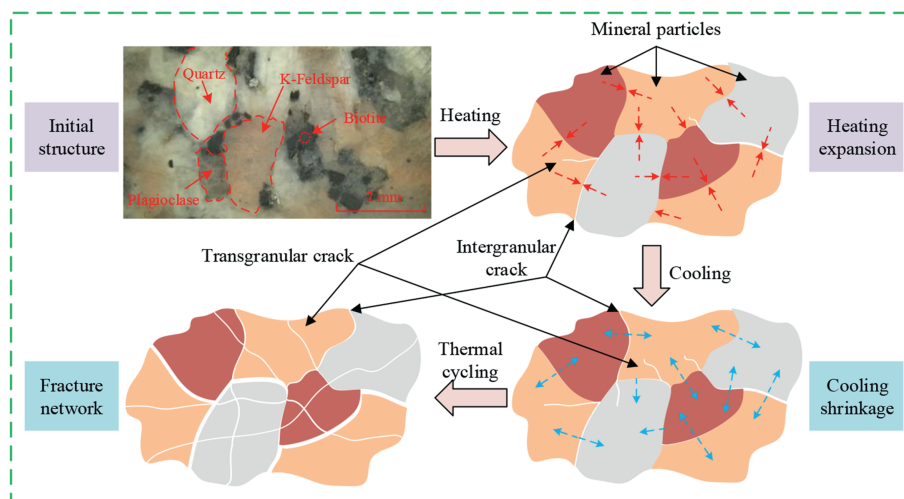 Mineral particles
Quartz
K-Feldspar
Biotite
Plagioclase
2 mm
Initial
structure
Heating
Heating
expansion
Transgranular crack
Intergranular
crack
Cooling
Fracture
network
Thermal
cycling
Cooling
shrinkage